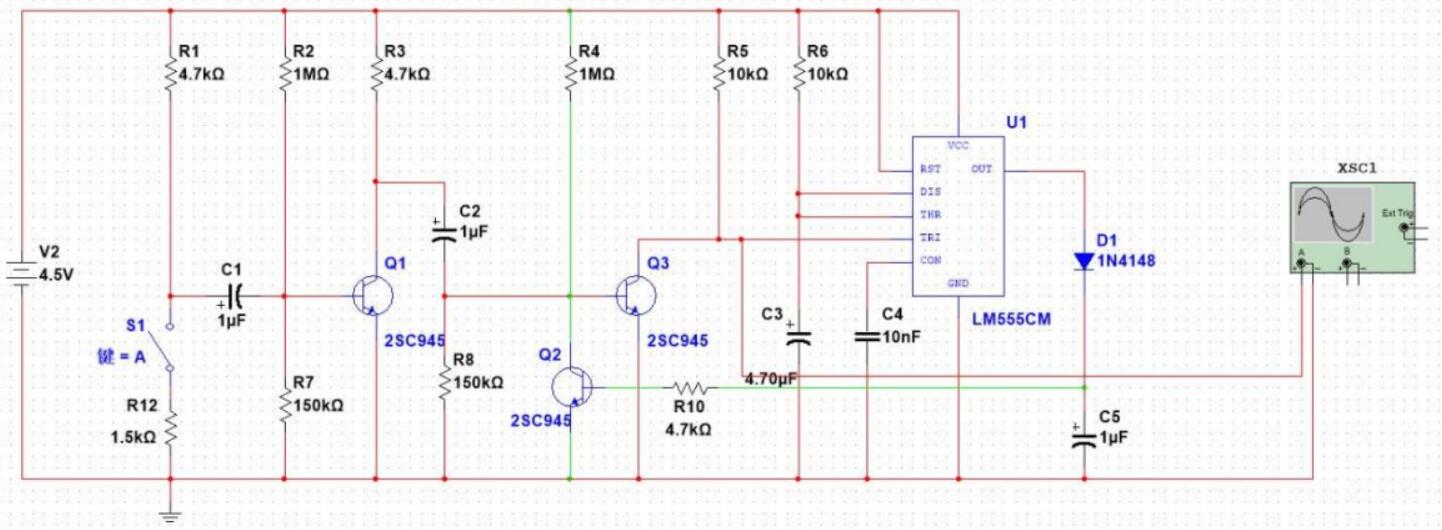 R1
4.7kΩ
R2
1MΩ
R3
4.7kΩ
R4
1MΩ
R5
10kΩ
R6
10kΩ
U1
VCC
RST
OUT
DIS
THR
TRI
CON
GND
LM555CM
XSC1
Ext Trig
A
B
V2
4.5V
C1
1µF
C2
1µF
Q1
2SC945
Q3
2SC945
D1
1N4148
S1
键 = A
C3
4.70µF
C4
10nF
R12
1.5kΩ
R7
150kΩ
R8
150kΩ
Q2
2SC945
R10
4.7kΩ
C5
1µF